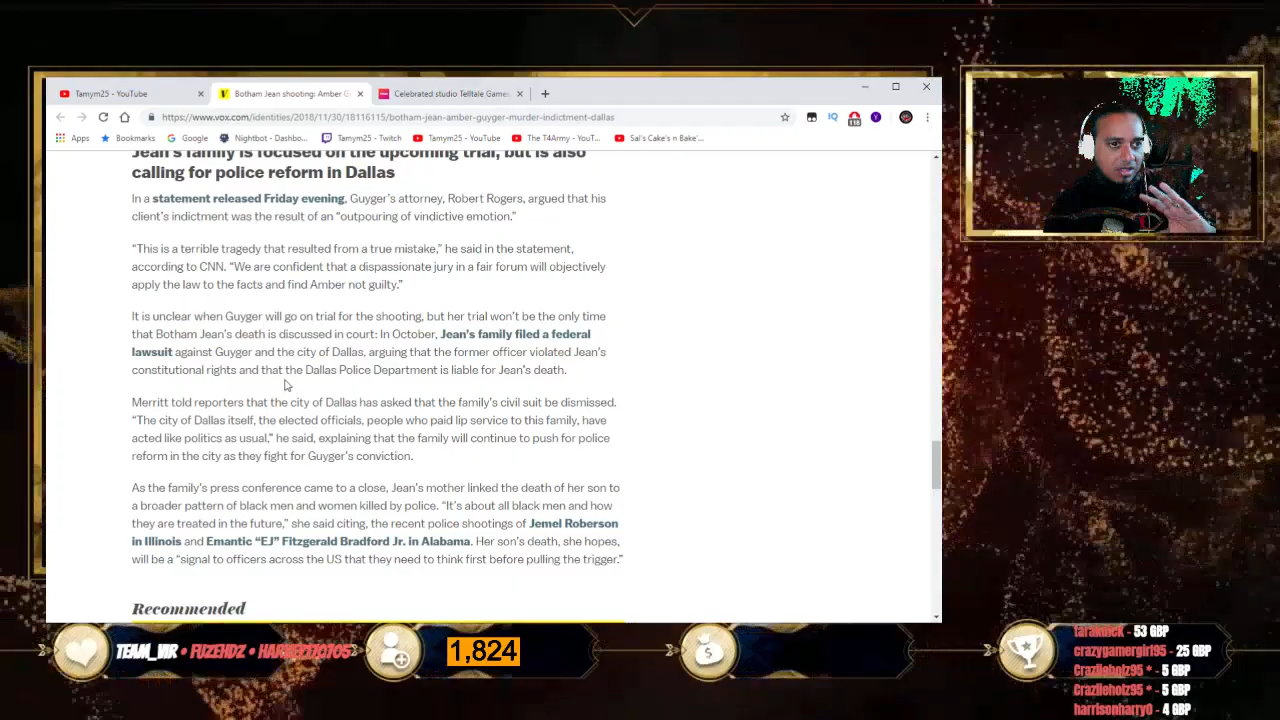 Tamym25 - YouTube
Botham Jean shooting: Amber G
Celebrated studio Telltale Games
https://www.vox.com/identities/2018/11/30/18116115/botham-jean-amber-guyger-murder-indictment-dallas
Apps
Bookmarks
Google
Nightbot - Dashbo...
Tamym25 - Twitch
Tamym25 - YouTube
The T4Army - YouT...
Sal's Cake's n Bake'...
Jean's family is focused on the upcoming trial, but is also
calling for police reform in Dallas
In a statement released Friday evening, Guyger's attorney, Robert Rogers, argued that his
client's indictment was the result of an “outpouring of vindictive emotion.”
“This is a terrible tragedy that resulted from a true mistake,” he said in the statement,
according to CNN. “We are confident that a dispassionate jury in a fair forum will objectively
apply the law to the facts and find Amber not guilty.”
It is unclear when Guyger will go on trial for the shooting, but her trial won't be the only time
that Botham Jean's death is discussed in court: In October, Jean's family filed a federal
lawsuit against Guyger and the city of Dallas, arguing that the former officer violated Jean's
constitutional rights and that the Dallas Police Department is liable for Jean's death.
Merritt told reporters that the city of Dallas has asked that the family's civil suit be dismissed.
“The city of Dallas itself, the elected officials, people who paid lip service to this family, have
acted like politics as usual,” he said, explaining that the family will continue to push for police
reform in the city as they fight for Guyger's conviction.
As the family's press conference came to a close, Jean's mother linked the death of her son to
a broader pattern of black men and women killed by police. “It's about all black men and how
they are treated in the future,” she said citing, the recent police shootings of Jemel Roberson
in Illinois and Emantic “EJ” Fitzgerald Bradford Jr. in Alabama. Her son's death, she hopes,
will be a “signal to officers across the US that they need to think first before pulling the trigger.”
Recommended
TEAM_VIR • FUZEHDZ •
1,824
- 53 GBP
crazygamergirl95 - 25 GBP
Crazileholz95 * - 5 GBP
Crazileholz95 * - 5 GBP
harrisonharry0 - 4 GBP